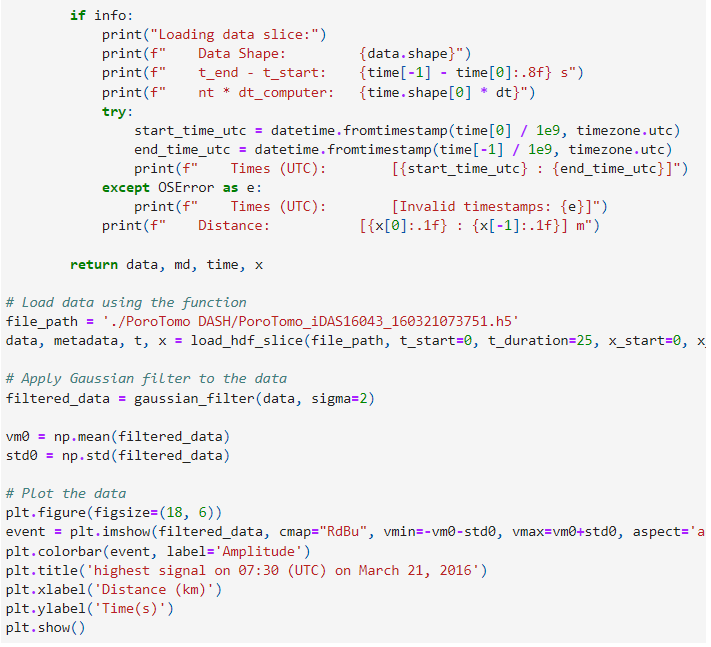 if info:
            print("Loading data slice:")
            print(f"    Data Shape:         {data.shape}")
            print(f"    t_end - t_start:    {time[-1] - time[0]:.8f} s")
            print(f"    nt * dt_computer:   {time.shape[0] * dt}")
            try:
                start_time_utc = datetime.fromtimestamp(time[0] / 1e9, timezone.utc)
                end_time_utc = datetime.fromtimestamp(time[-1] / 1e9, timezone.utc)
                print(f"    Times (UTC):        [{start_time_utc} : {end_time_utc}]")
            except OSError as e:
                print(f"    Times (UTC):        [Invalid timestamps: {e}]")
            print(f"    Distance:           [{x[0]:.1f} : {x[-1]:.1f}] m")
        return data, md, time, x
# Load data using the function
file_path = './PoroTomo DASH/PoroTomo_iDAS16043_160321073751.h5'
data, metadata, t, x = load_hdf_slice(file_path, t_start=0, t_duration=25, x_start=0, x_
# Apply Gaussian filter to the data
filtered_data = gaussian_filter(data, sigma=2)
vm0 = np.mean(filtered_data)
std0 = np.std(filtered_data)
# Plot the data
plt.figure(figsize=(18, 6))
event = plt.imshow(filtered_data, cmap="RdBu", vmin=-vm0-std0, vmax=vm0+std0, aspect='a
plt.colorbar(event, label='Amplitude')
plt.title('highest signal on 07:30 (UTC) on March 21, 2016')
plt.xlabel('Distance (km)')
plt.ylabel('Time(s)')
plt.show()